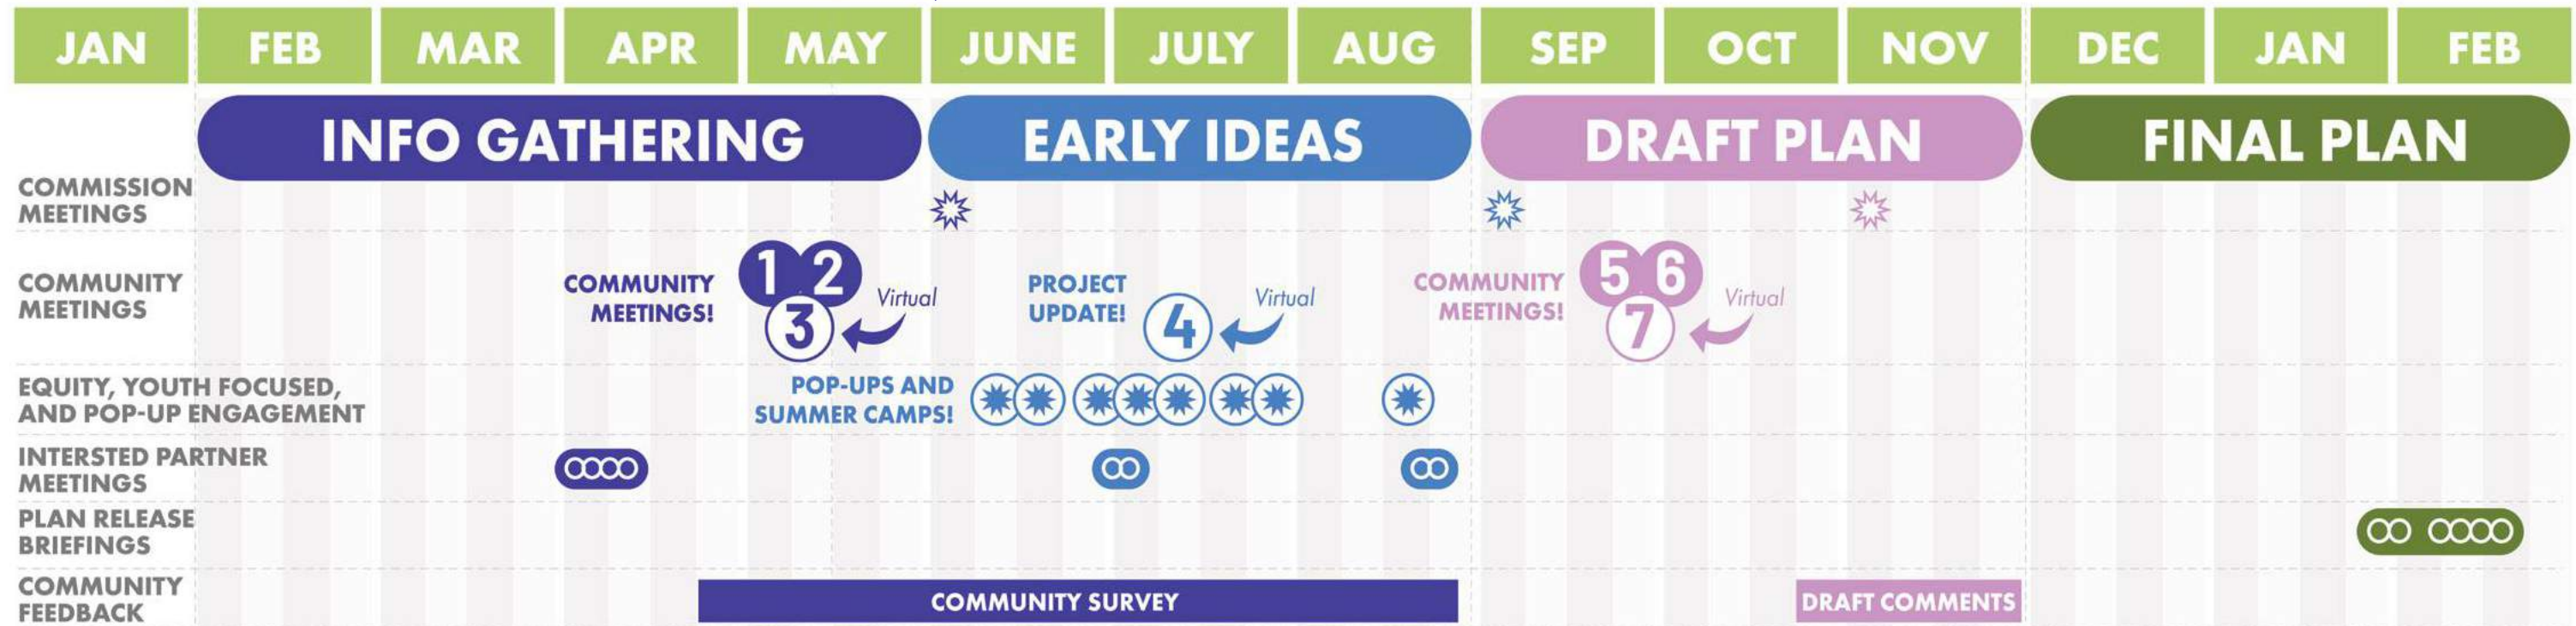 JAN FEB MAR APR MAY JUNE JULY AUG SEP OCT NOV DEC JAN FEB
INFO GATHERING EARLY IDEAS DRAFT PLAN FINAL PLAN
COMMISSION
MEETINGS
COMMUNITY
MEETINGS
COMMUNITY
MEETINGS!
1 2
3
Virtual
PROJECT
UPDATE!
4
Virtual
COMMUNITY
MEETINGS!
5 6
7
Virtual
EQUITY, YOUTH FOCUSED,
AND POP-UP ENGAGEMENT
POP-UPS AND
SUMMER CAMPS!
INTERSTED PARTNER
MEETINGS
PLAN RELEASE
BRIEFINGS
COMMUNITY
FEEDBACK
COMMUNITY SURVEY
DRAFT COMMENTS